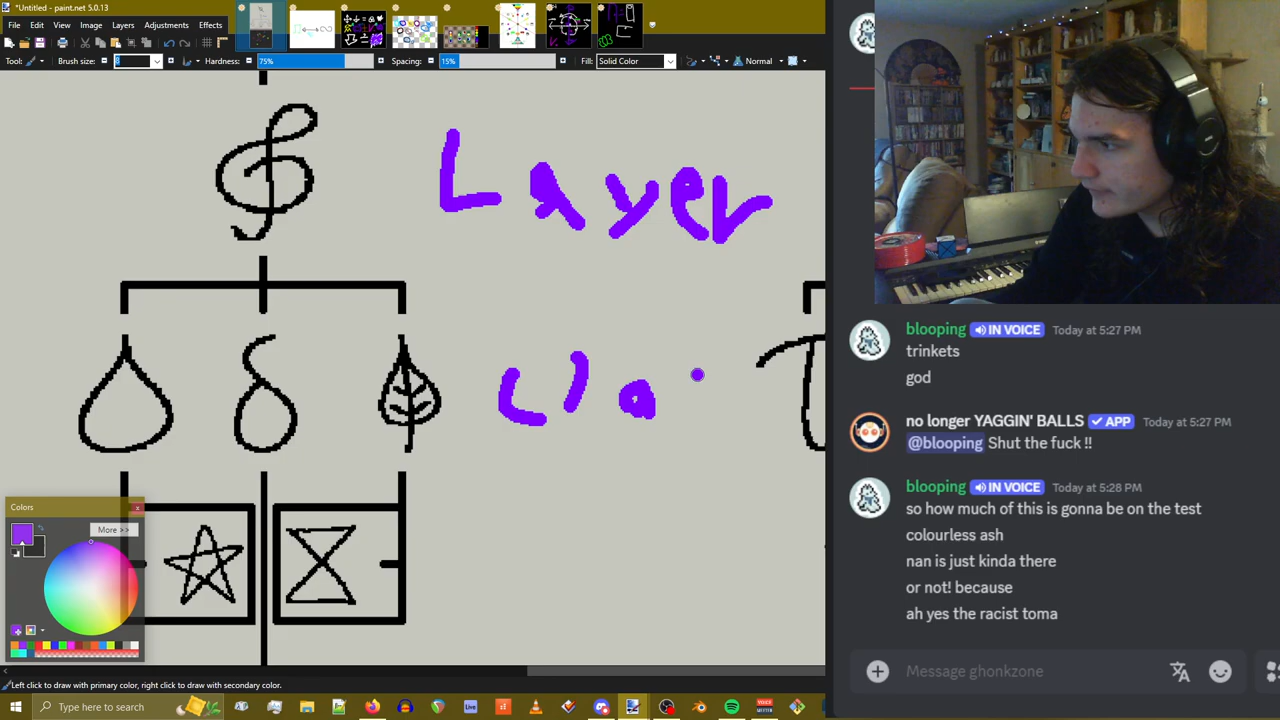 *Untitled - paint.net 5.0.13
File Edit Image Layers Adjustments Effects
Tool: Brush size: Hardness: 75% Spacing: 15% Fill: Solid Color Normal
Layer
Cla
Colors
More >>
Left click to draw with primary color, right click to draw with secondary color.
Type here to search
blooping IN VOICE Today at 5:27 PM
trinkets
god
no longer YAGGIN' BALLS APP Today at 5:27 PM
@blooping Shut the fuck !!
blooping IN VOICE Today at 5:28 PM
so how much of this is gonna be on the test
colourless ash
nan is just kinda there
or not! because
ah yes the racist toma
Message ghonkzone